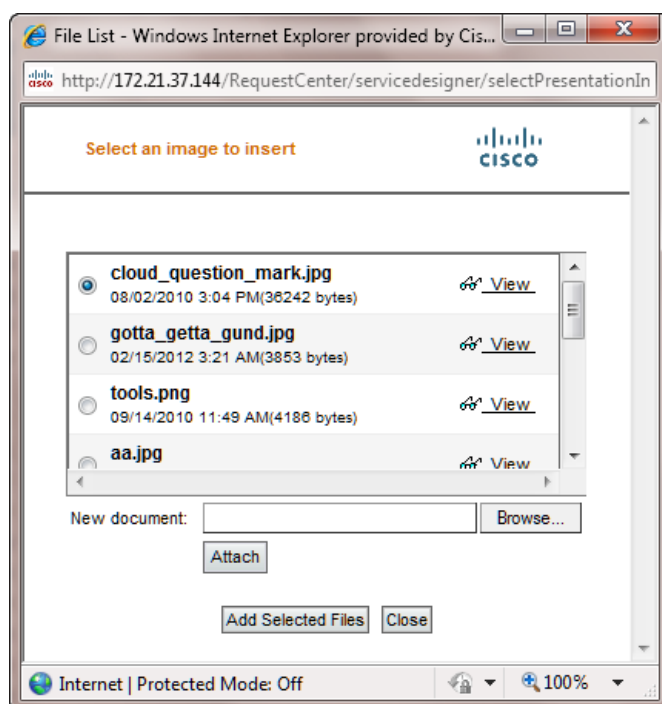 File List - Windows Internet Explorer provided by Cis...
http://172.21.37.144/RequestCenter/servicedesigner/selectPresentationIn
Select an image to insert
CISCO
cloud_question_mark.jpg
08/02/2010 3:04 PM(36242 bytes)
View
gotta_getta_gund.jpg
02/15/2012 3:21 AM(3853 bytes)
View
tools.png
09/14/2010 11:49 AM(4186 bytes)
View
aa.jpg
View
New document:
Browse...
Attach
Add Selected Files
Close
Internet | Protected Mode: Off
100%